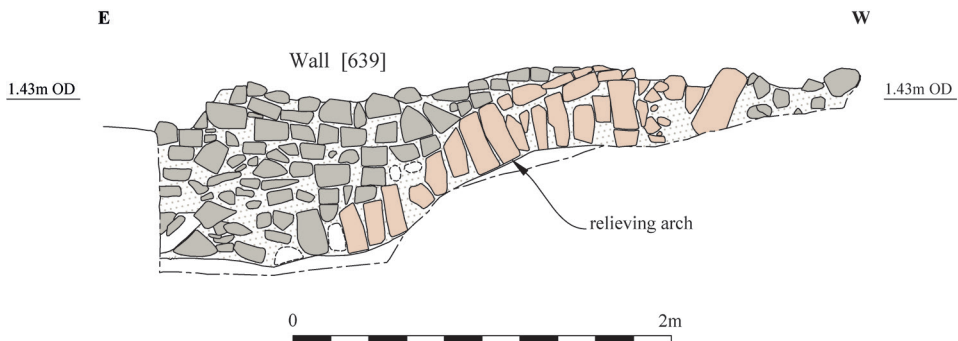 E W
Wall [639]
1.43m OD 1.43m OD
relieving arch
0 2m